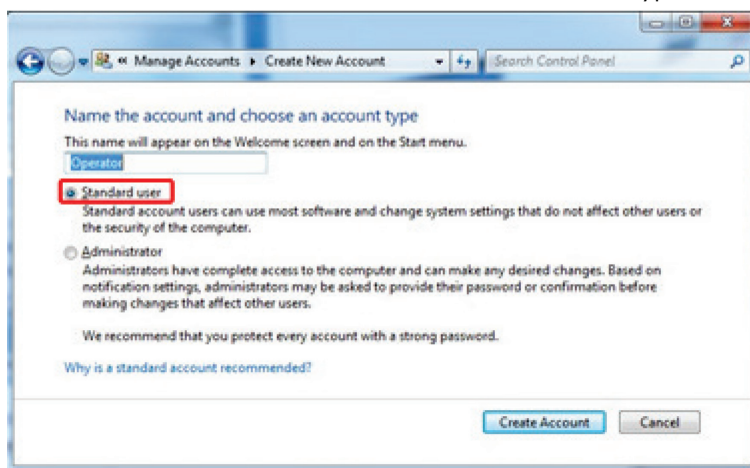 « Manage Accounts ▸ Create New Account
Search Control Panel
Name the account and choose an account type
This name will appear on the Welcome screen and on the Start menu.
Operator
Standard user
Standard account users can use most software and change system settings that do not affect other users or
the security of the computer.
Administrator
Administrators have complete access to the computer and can make any desired changes. Based on
notification settings, administrators may be asked to provide their password or confirmation before
making changes that affect other users.
We recommend that you protect every account with a strong password.
Why is a standard account recommended?
Create Account
Cancel